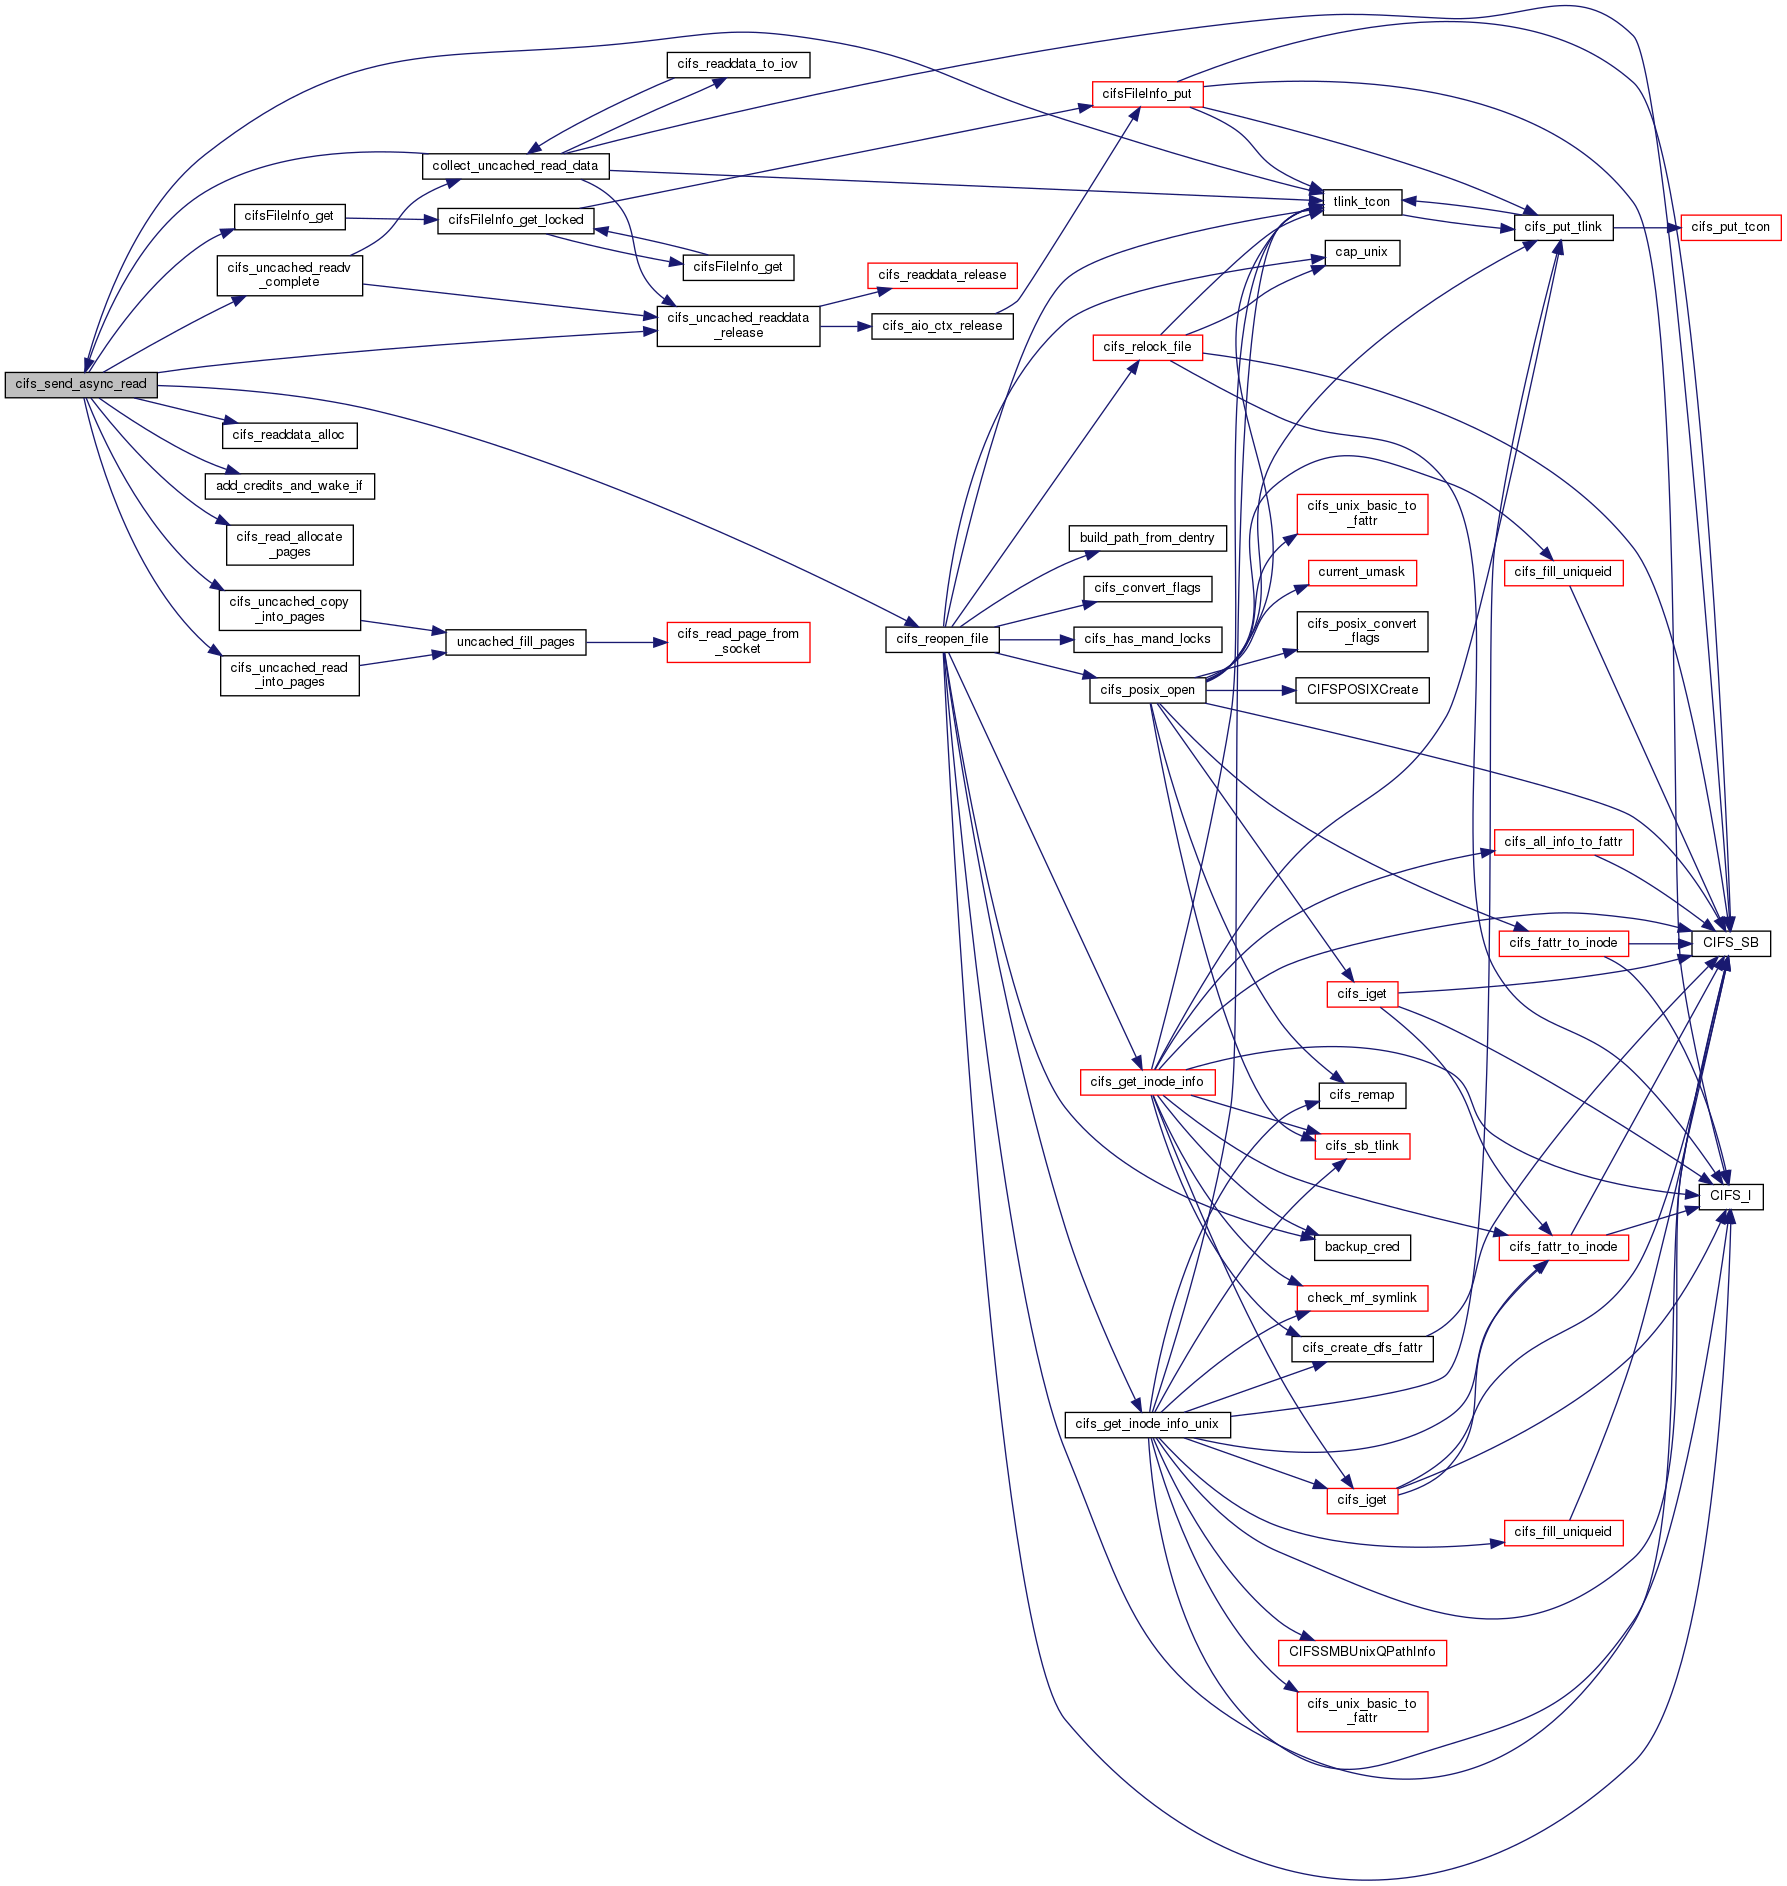 cifs_send_async_read
cifsFileInfo_get
cifs_uncached_readv
_complete
cifs_readdata_alloc
add_credits_and_wake_if
cifs_read_allocate
_pages
cifs_uncached_copy
_into_pages
cifs_uncached_read
_into_pages
collect_uncached_read_data
cifsFileInfo_get_locked
uncached_fill_pages
cifs_readdata_to_iov
cifsFileInfo_get
cifs_uncached_readdata
_release
cifs_read_page_from
_socket
cifs_readdata_release
cifs_aio_ctx_release
cifs_reopen_file
cifsFileInfo_put
cifs_relock_file
build_path_from_dentry
cifs_convert_flags
cifs_has_mand_locks
cifs_posix_open
cifs_get_inode_info
cifs_get_inode_info_unix
tlink_tcon
cap_unix
cifs_unix_basic_to
_fattr
current_umask
cifs_posix_convert
_flags
CIFSPOSIXCreate
cifs_iget
cifs_remap
cifs_sb_tlink
backup_cred
check_mf_symlink
cifs_create_dfs_fattr
cifs_iget
CIFSSMBUnixQPathInfo
cifs_unix_basic_to
_fattr
cifs_put_tlink
cifs_fill_uniqueid
cifs_all_info_to_fattr
cifs_fattr_to_inode
cifs_fattr_to_inode
cifs_fill_uniqueid
cifs_put_tcon
CIFS_SB
CIFS_I